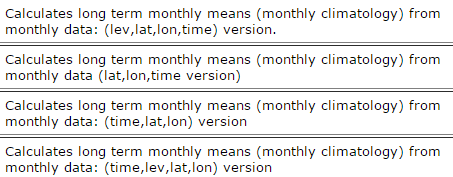 Calculates long term monthly means (monthly climatology) from
monthly data: (lev,lat,lon,time) version.
Calculates long term monthly means (monthly climatology) from
monthly data (lat,lon,time version)
Calculates long term monthly means (monthly climatology) from
monthly data: (time,lat,lon) version
Calculates long term monthly means (monthly climatology) from
monthly data: (time,lev,lat,lon) version